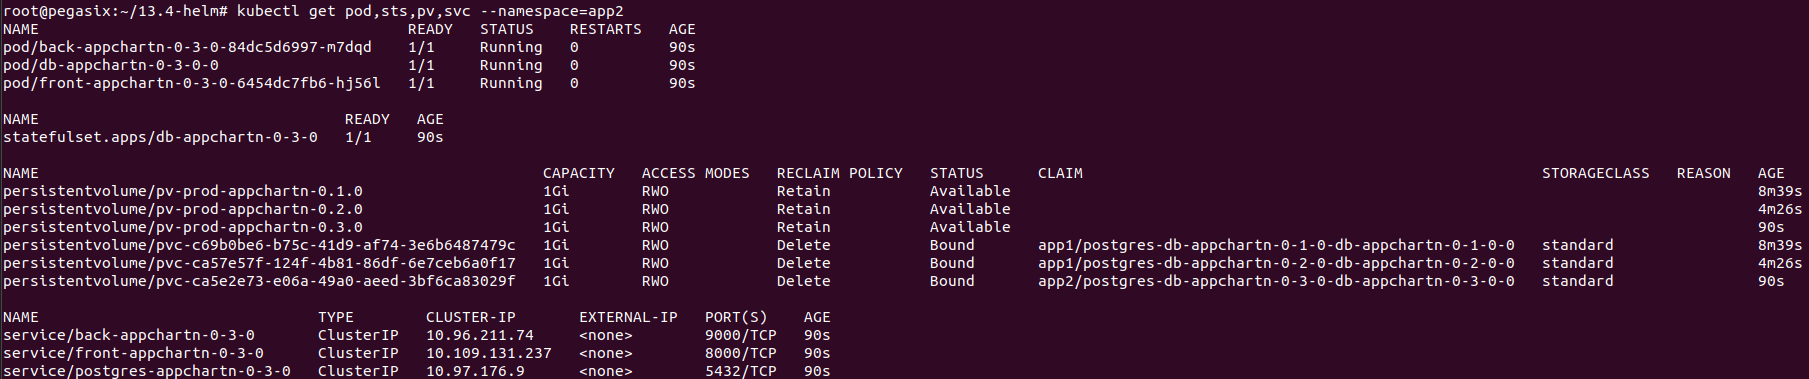 root@pegasix:~/13.4-helm# kubectl get pod,sts,pv,svc --namespace=app2
NAME READY STATUS RESTARTS AGE
pod/back-appchartn-0-3-0-84dc5d6997-m7dqd 1/1 Running 0 90s
pod/db-appchartn-0-3-0-0 1/1 Running 0 90s
pod/front-appchartn-0-3-0-6454dc7fb6-hj56l 1/1 Running 0 90s
NAME READY AGE
statefulset.apps/db-appchartn-0-3-0 1/1 90s
NAME CAPACITY ACCESS MODES RECLAIM POLICY STATUS CLAIM STORAGECLASS REASON AGE
persistentvolume/pv-prod-appchartn-0.1.0 1Gi RWO Retain Available 8m39s
persistentvolume/pv-prod-appchartn-0.2.0 1Gi RWO Retain Available 4m26s
persistentvolume/pv-prod-appchartn-0.3.0 1Gi RWO Retain Available 90s
persistentvolume/pvc-c69b0be6-b75c-41d9-af74-3e6b6487479c 1Gi RWO Delete Bound app1/postgres-db-appchartn-0-1-0-db-appchartn-0-1-0-0 standard 8m39s
persistentvolume/pvc-ca57e57f-124f-4b81-86df-6e7ceb6a0f17 1Gi RWO Delete Bound app1/postgres-db-appchartn-0-2-0-db-appchartn-0-2-0-0 standard 4m26s
persistentvolume/pvc-ca5e2e73-e06a-49a0-aeed-3bf6ca83029f 1Gi RWO Delete Bound app2/postgres-db-appchartn-0-3-0-db-appchartn-0-3-0-0 standard 90s
NAME TYPE CLUSTER-IP EXTERNAL-IP PORT(S) AGE
service/back-appchartn-0-3-0 ClusterIP 10.96.211.74 <none> 9000/TCP 90s
service/front-appchartn-0-3-0 ClusterIP 10.109.131.237 <none> 8000/TCP 90s
service/postgres-appchartn-0-3-0 ClusterIP 10.97.176.9 <none> 5432/TCP 90s